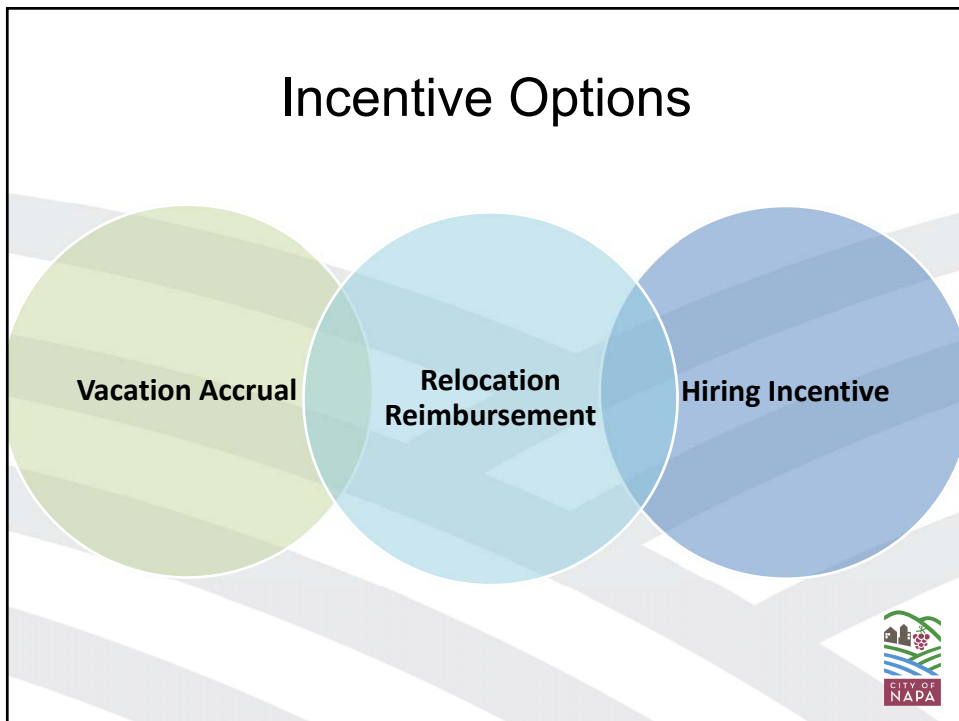 Incentive Options
Vacation Accrual
Relocation
Reimbursement
Hiring Incentive
CITY OF
NAPA